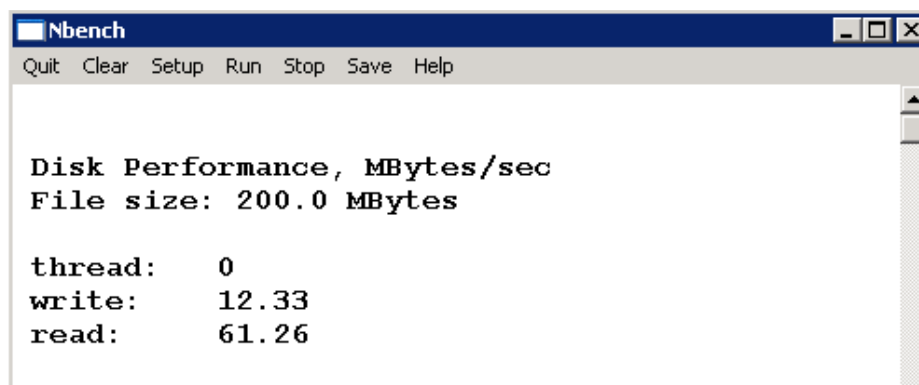 Nbench
Quit Clear Setup Run Stop Save Help
Disk Performance, MBytes/sec
File size: 200.0 MBytes
thread: 0
write: 12.33
read: 61.26